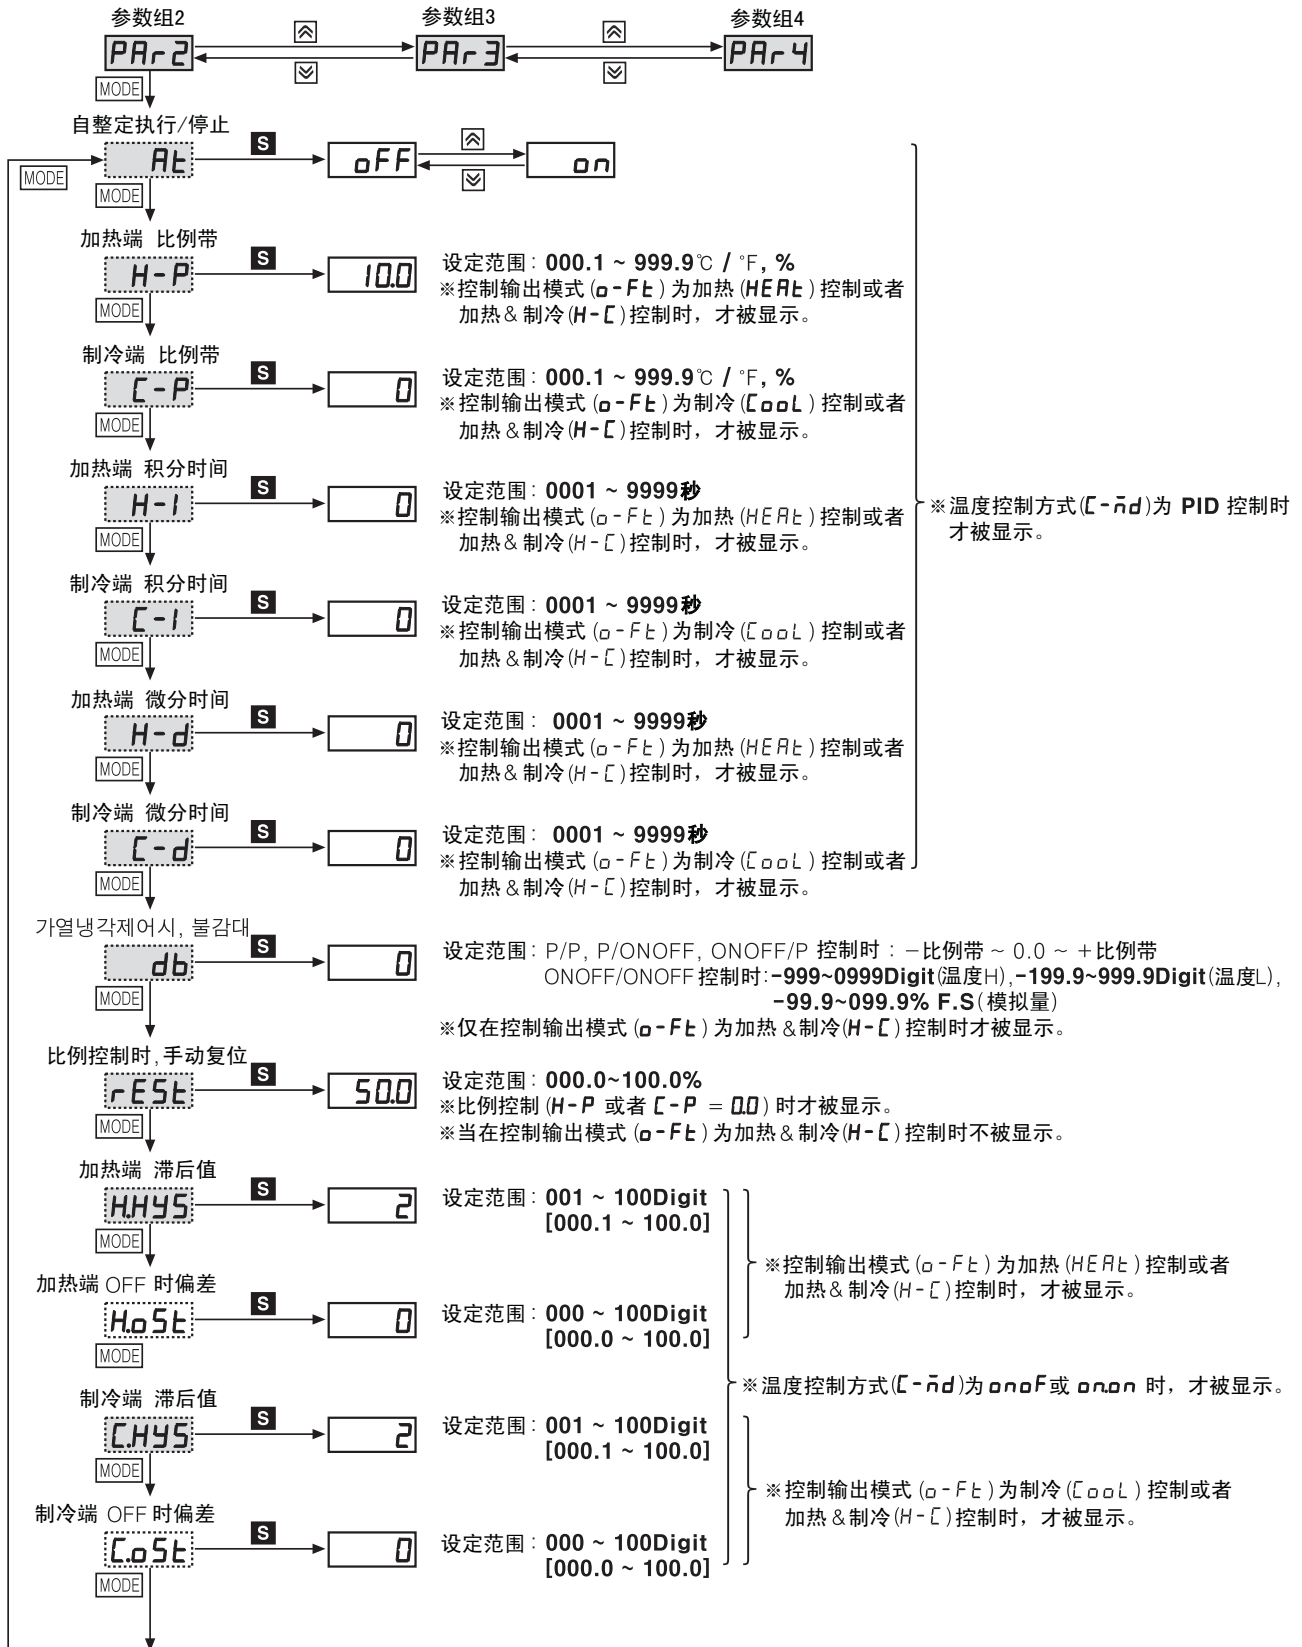 参数组2 参数组3 参数组4
PAr2 PAr3 PAr4
MODE
自整定执行/停止
MODE At S oFF on
MODE
加热端 比例带
H-P S 10.0 设定范围: 000.1 ~ 999.9℃ / °F, %
※控制输出模式 (o-Ft) 为加热 (HEAt) 控制或者
MODE 加热& 制冷(H-C)控制时，才被显示。
制冷端 比例带
C-P S 0 设定范围: 000.1 ~ 999.9℃ / °F, %
※控制输出模式 (o-Ft) 为制冷 (CooL) 控制或者
MODE 加热 &制冷(H-C)控制时，才被显示。
加热端 积分时间
H-I S 0 设定范围: 0001 ~ 9999秒
※控制输出模式 (o-Ft) 为加热 (HEAt) 控制或者
MODE 加热& 制冷(H-C)控制时，才被显示。
※温度控制方式(C-md)为 PID 控制时
才被显示。
制冷端 积分时间
C-I S 0 设定范围: 0001 ~ 9999秒
※控制输出模式 (o-Ft) 为制冷 (CooL) 控制或者
MODE 加热 &制冷(H-C)控制时，才被显示。
加热端 微分时间
H-d S 0 设定范围: 0001 ~ 9999秒
※控制输出模式 (o-Ft) 为加热 (HEAt) 控制或者
MODE 加热& 制冷(H-C)控制时，才被显示。
制冷端 微分时间
C-d S 0 设定范围: 0001 ~ 9999秒
※控制输出模式 (o-Ft) 为制冷 (CooL) 控制或者
MODE 加热 &制冷(H-C)控制时，才被显示。
가열냉각제어시, 불감대
db S 0 设定范围: P/P, P/ONOFF, ONOFF/P 控制时 : －比例带 ~ 0.0 ~ ＋比例带
ONOFF/ONOFF 控制时:-999~0999Digit(温度H),-199.9~999.9Digit(温度L),
MODE -99.9~099.9% F.S(模拟量)
※仅在控制输出模式 (o-Ft) 为加热 &制冷(H-C) 控制时才被显示。
比例控制时,手动复位
rESt S 50.0 设定范围: 000.0~100.0%
※比例控制 (H-P 或者 C-P = 0.0) 时才被显示。
MODE ※当在控制输出模式 (o-Ft) 为加热 & 制冷(H-C) 控制时不被显示。
加热端 滞后值
H.HYS S 2 设定范围: 001 ~ 100Digit
[000.1 ~ 100.0]
MODE
※控制输出模式 (o-Ft) 为加热 (HEAt) 控制或者
加热& 制冷(H-C)控制时，才被显示。
加热端 OFF 时偏差
H.oSt S 0 设定范围: 000 ~ 100Digit
[000.0 ~ 100.0]
MODE
※温度控制方式(C-md)为 onoF或 on.on 时，才被显示。
制冷端 滞后值
C.HYS S 2 设定范围: 001 ~ 100Digit
[000.1 ~ 100.0]
MODE
※控制输出模式 (o-Ft) 为制冷 (CooL) 控制或者
加热 &制冷(H-C)控制时，才被显示。
制冷端 OFF 时偏差
C.oSt S 0 设定范围: 000 ~ 100Digit
[000.0 ~ 100.0]
MODE